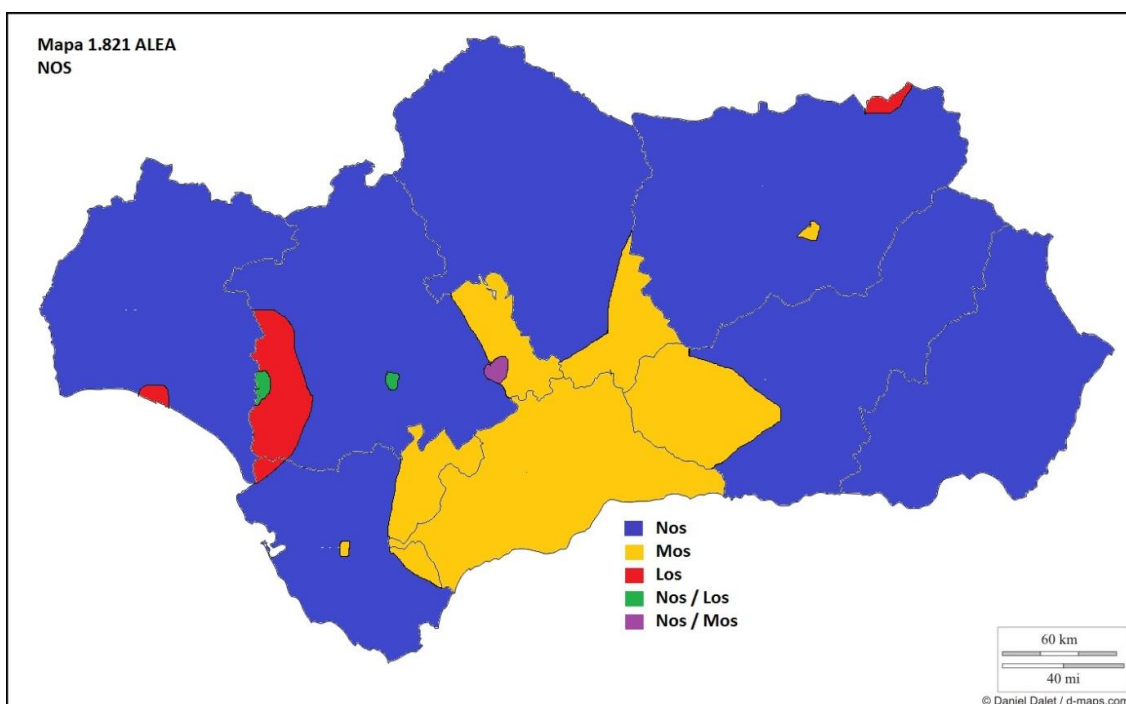 Mapa 1.821 ALEA
NOS
Nos
Mos
Los
Nos / Los
Nos / Mos
60 km
40 mi
© Daniel Dalet / d-maps.com